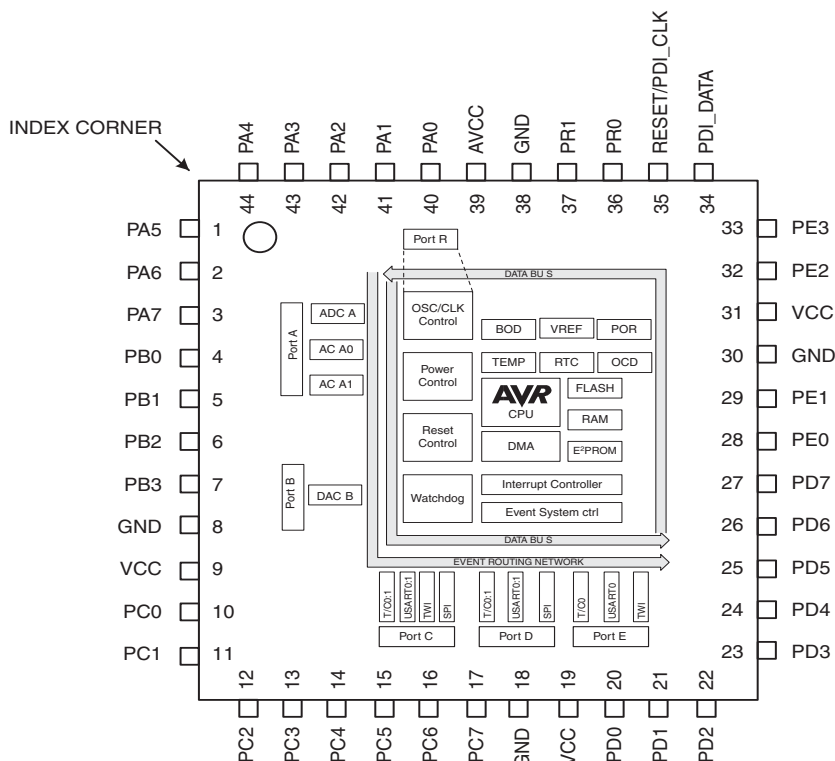 INDEX CORNER
PA4 PA3 PA2 PA1 PA0 AVCC GND PR1 PR0 RESET/PDI_CLK PDI_DATA
44 43 42 41 40 39 38 37 36 35 34
PA5 1
PA6 2
PA7 3
PB0 4
PB1 5
PB2 6
PB3 7
GND 8
VCC 9
PC0 10
PC1 11
33 PE3
32 PE2
31 VCC
30 GND
29 PE1
28 PE0
27 PD7
26 PD6
25 PD5
24 PD4
23 PD3
Port R
DATA BU S
OSC/CLK
Control
Power
Control
Reset
Control
Watchdog
Port A
ADC A
AC A0
AC A1
Port B
DAC B
BOD VREF POR
TEMP RTC OCD
AVR
CPU
FLASH
RAM
DMA
E²PROM
Interrupt Controller
Event System ctrl
DATA BU S
EVENT ROUTING NETWORK
T/C0:1 USART0:1 TWI SPI
T/C0:1 USART0:1 SPI
T/C0 USART0 TWI
Port C Port D Port E
12 13 14 15 16 17 18 19 20 21 22
PC2 PC3 PC4 PC5 PC6 PC7 GND VCC PD0 PD1 PD2